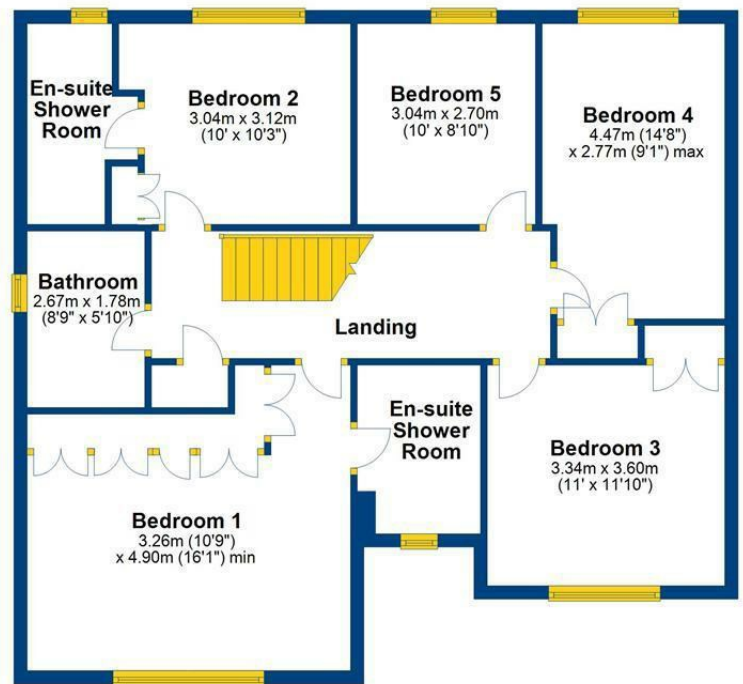 En-suite
Shower
Room
Bedroom 2
3.04m x 3.12m
(10' x 10'3")
Bedroom 5
3.04m x 2.70m
(10' x 8'10")
Bedroom 4
4.47m (14'8")
x 2.77m (9'1") max
Bathroom
2.67m x 1.78m
(8'9" x 5'10")
Landing
En-suite
Shower
Room
Bedroom 3
3.34m x 3.60m
(11' x 11'10")
Bedroom 1
3.26m (10'9")
x 4.90m (16'1") min